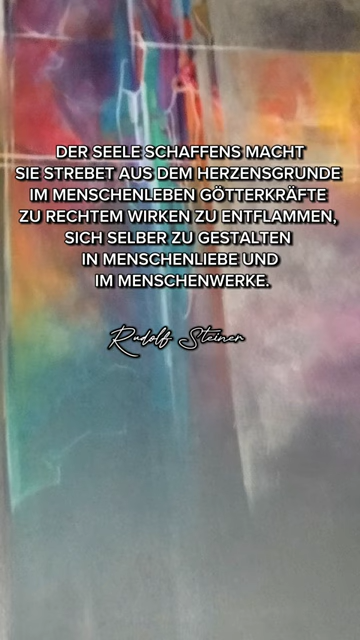 DER SEELE SCHAFFENS MACHT
SIE STREBET AUS DEM HERZENSGRUNDE
IM MENSCHENLEBEN GÖTTERKRÄFTE
ZU RECHTEM WIRKEN ZU ENTFLAMMEN,
SICH SELBER ZU GESTALTEN
IN MENSCHENLIEBE UND
IM MENSCHENWERKE.
Rudolf Steiner